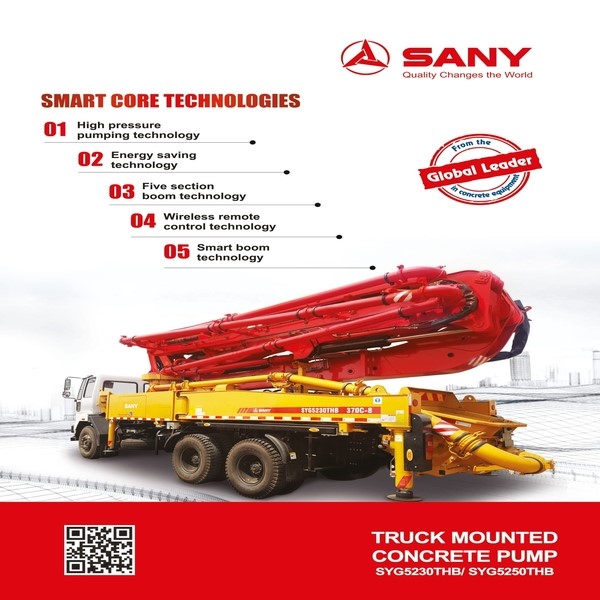 SANY
Quality Changes the World
SMART CORE TECHNOLOGIES
01 High pressure
pumping technology
02 Energy saving
technology
03 Five section
boom technology
04 Wireless remote
control technology
05 Smart boom
technology
From the
Global Leader
in concrete equipment
SANY
SANY
SYG5230THB 370C-8
TRUCK MOUNTED
CONCRETE PUMP
SYG5230THB/ SYG5250THB